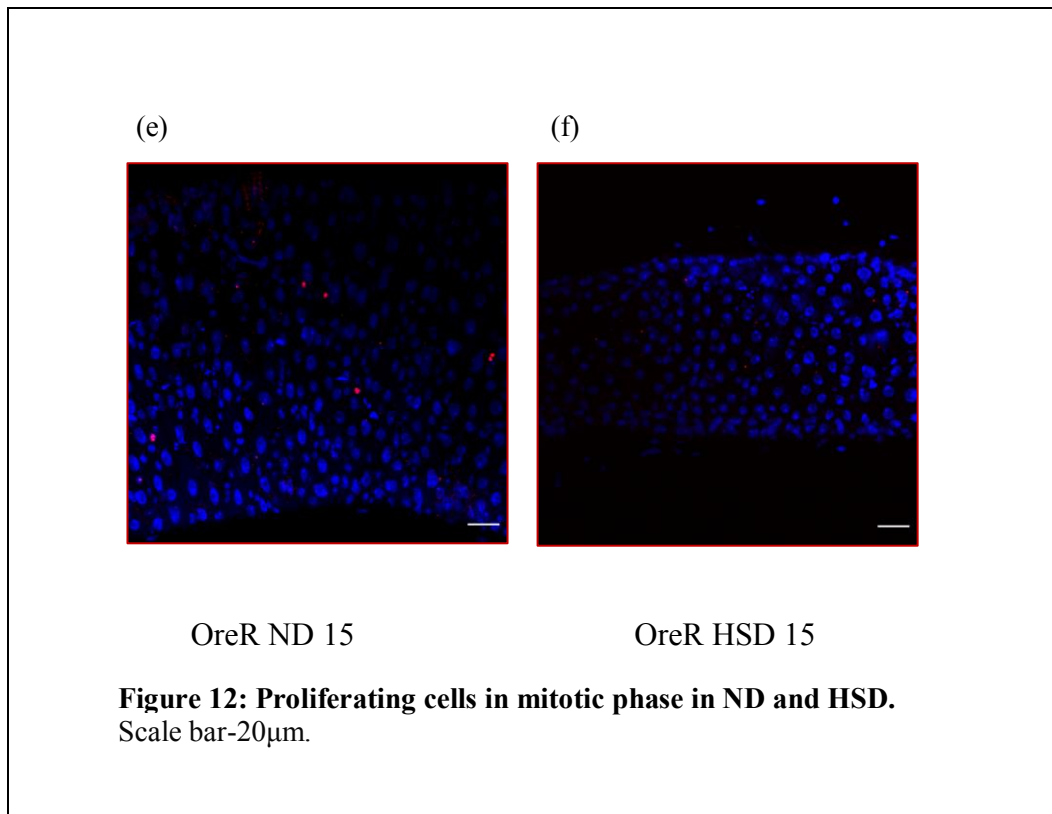 (e) (f)
OreR ND 15 OreR HSD 15
Figure 12: Proliferating cells in mitotic phase in ND and HSD.
Scale bar-20μm.